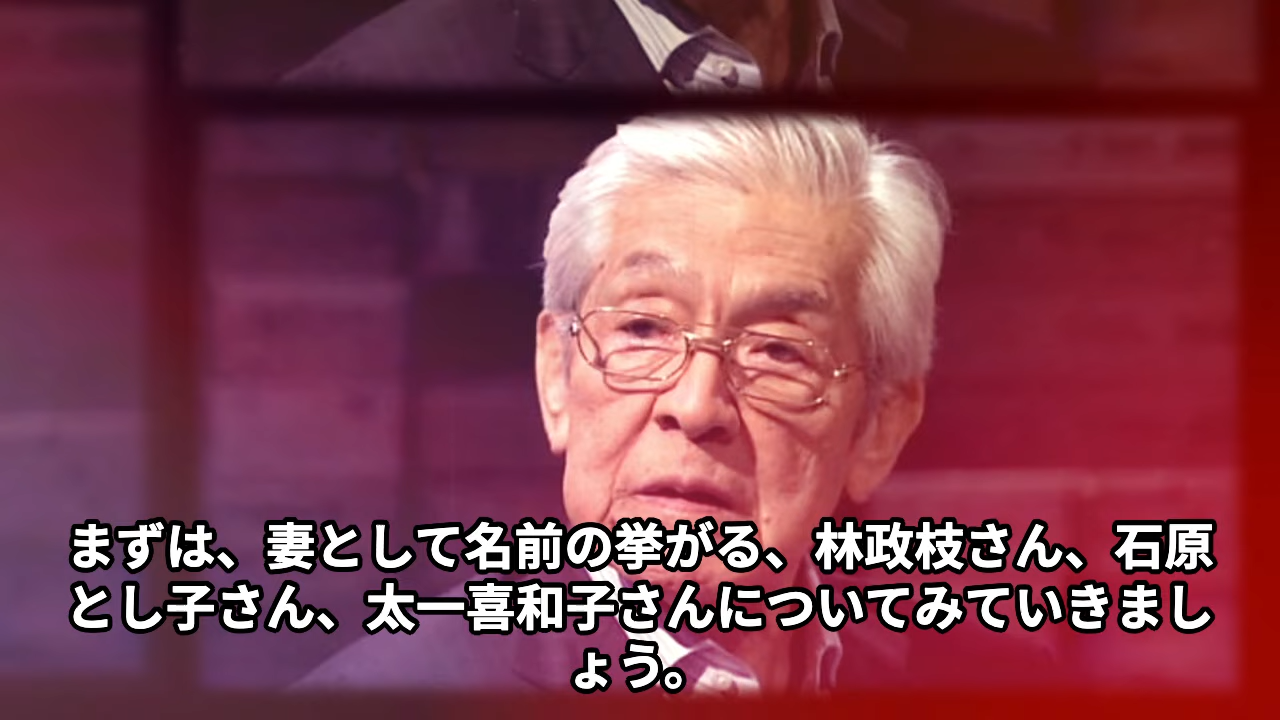 まずは、妻として名前の挙がる、林政枝さん、石原
とし子さん、太一喜和子さんについてみていきまし
ょう。